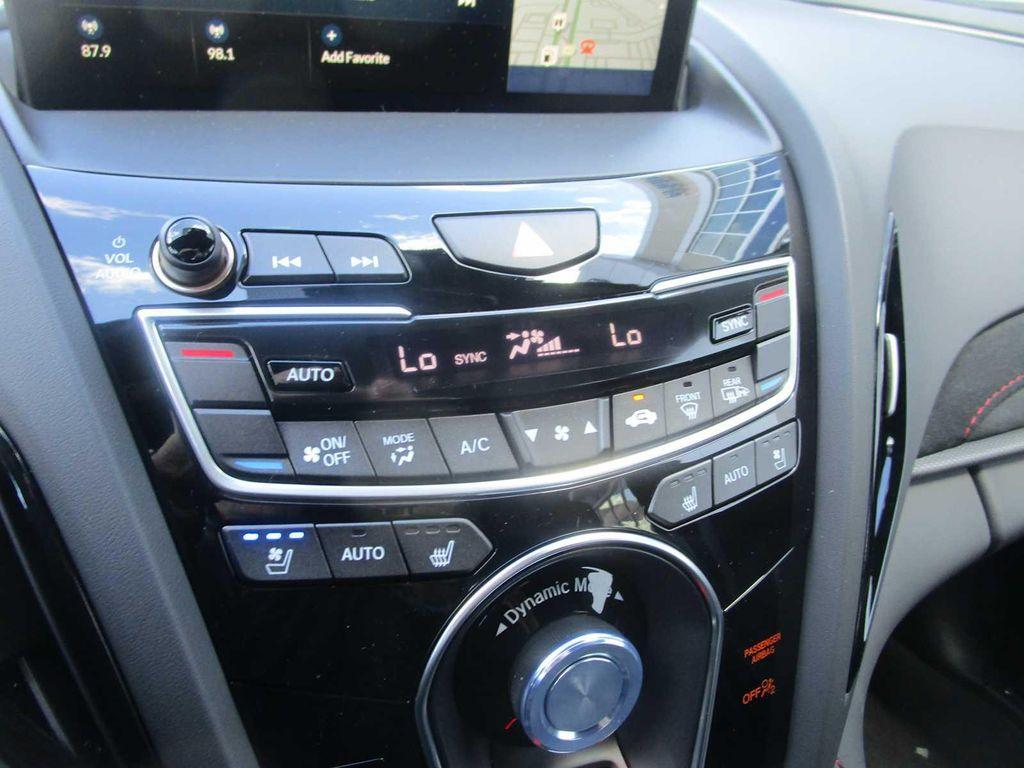 87.9
98.1
Add Favorite
VOL
AUDIO
SYNC
AUTO
Lo
SYNC
Lo
ON/
OFF
MODE
A/C
FRONT
REAR
AUTO
AUTO
Dynamic
PASSENGER
AIRBAG
OFF